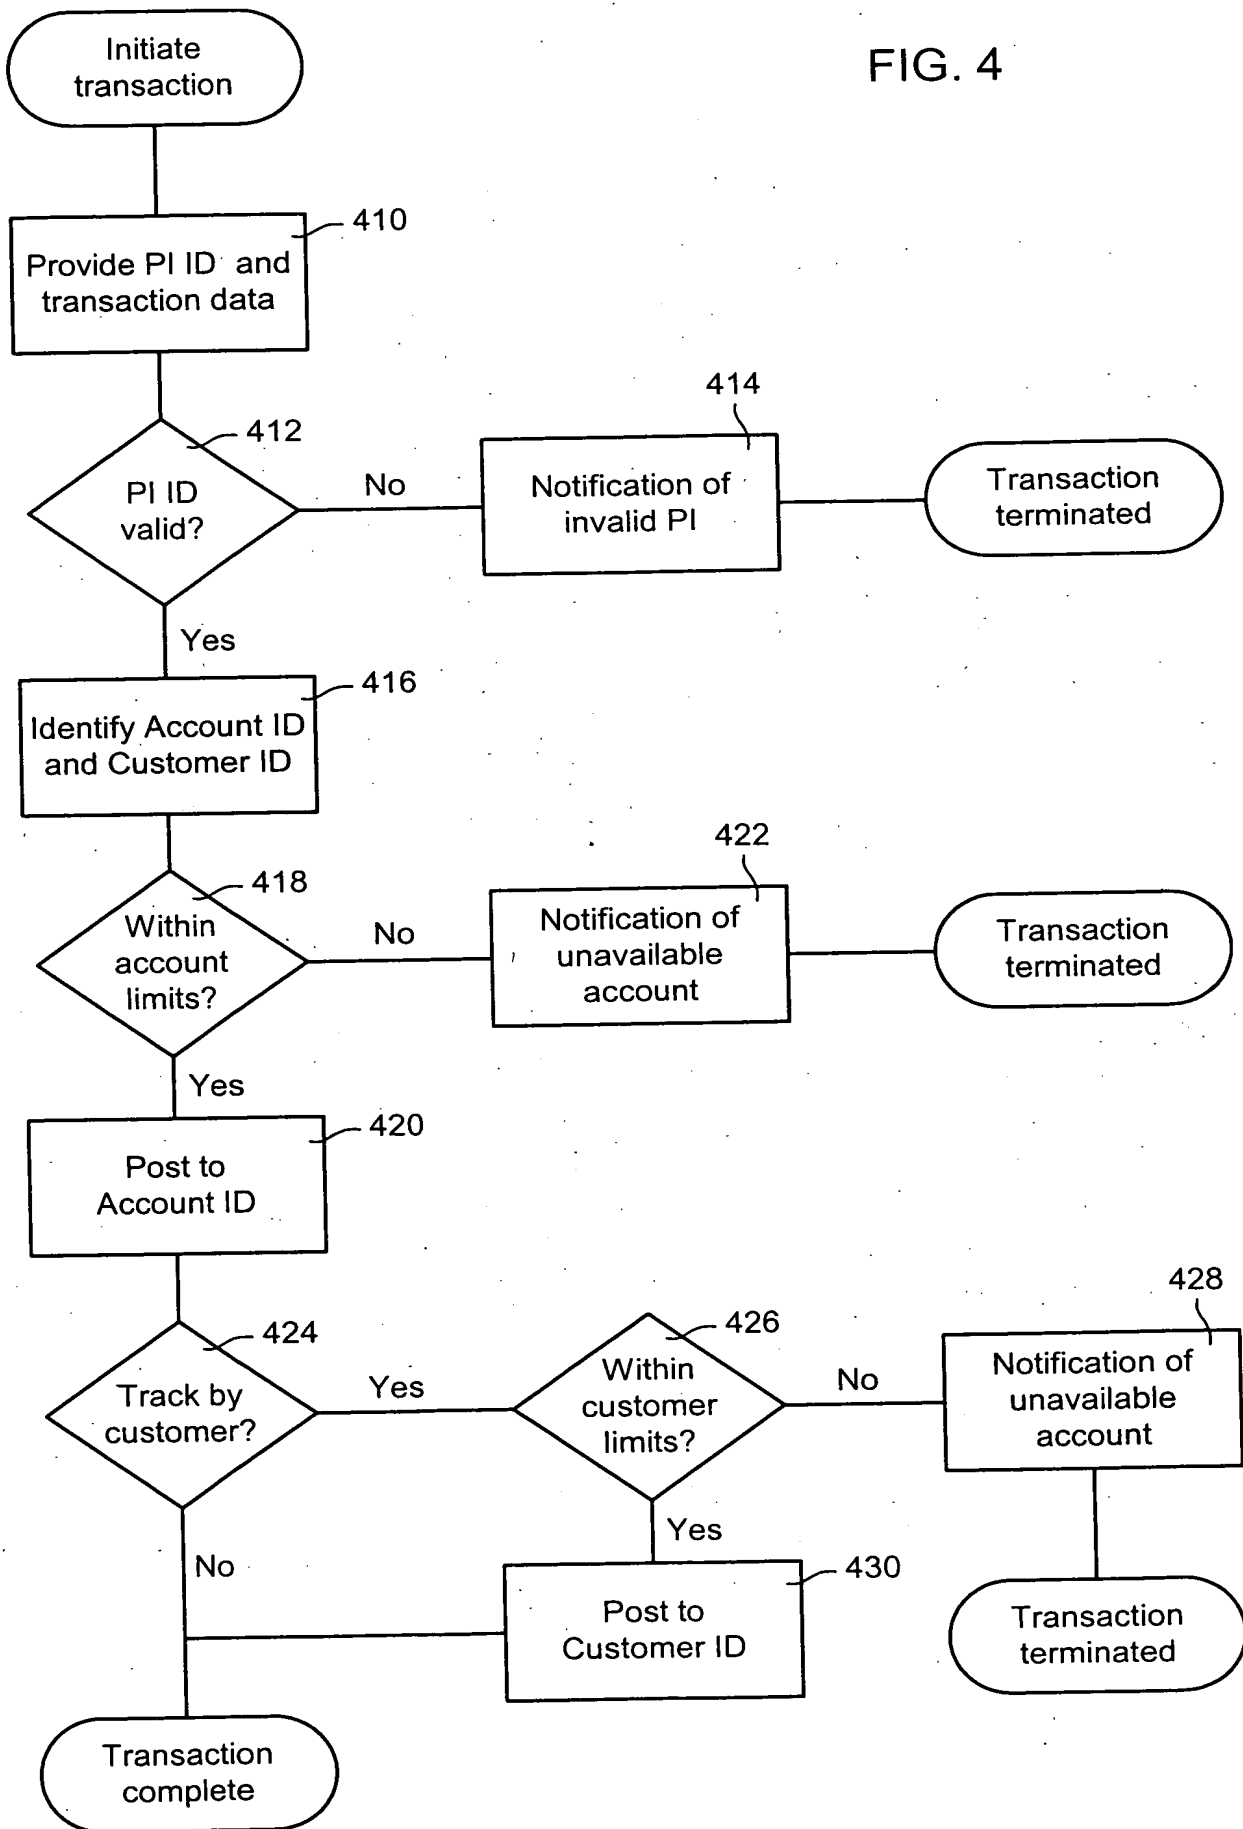 Initiate
transaction
FIG. 4
410
Provide PI ID and
transaction data
412
PI ID
valid?
No
414
Notification of
invalid PI
Transaction
terminated
Yes
416
Identify Account ID
and Customer ID
418
Within
account
limits?
No
422
Notification of
unavailable
account
Transaction
terminated
Yes
420
Post to
Account ID
424
Track by
customer?
Yes
426
Within
customer
limits?
No
428
Notification of
unavailable
account
No
Yes
430
Post to
Customer ID
Transaction
terminated
Transaction
complete